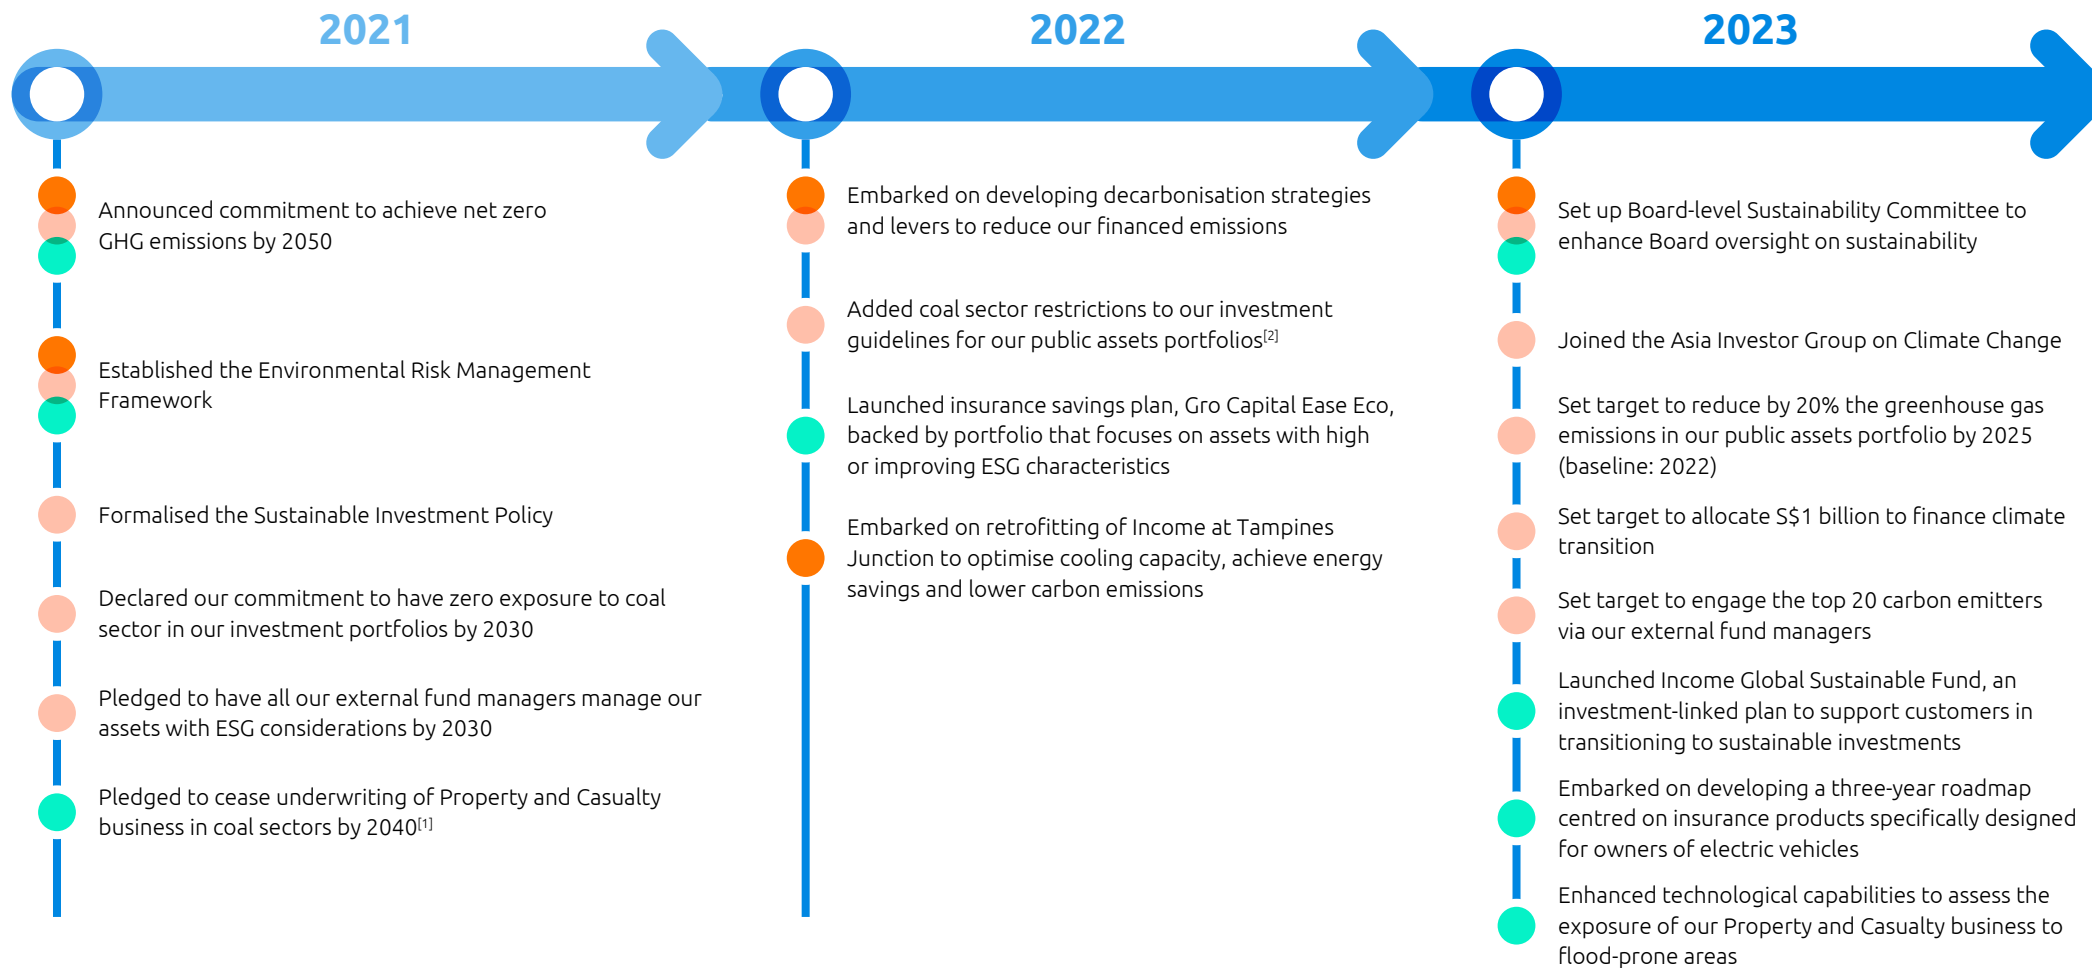 2021
Announced commitment to achieve net zero
GHG emissions by 2050
Established the Environmental Risk Management
Framework
Formalised the Sustainable Investment Policy
Declared our commitment to have zero exposure to coal
sector in our investment portfolios by 2030
Pledged to have all our external fund managers manage our
assets with ESG considerations by 2030
Pledged to cease underwriting of Property and Casualty
business in coal sectors by 2040[1]
2022
Embarked on developing decarbonisation strategies
and levers to reduce our financed emissions
Added coal sector restrictions to our investment
guidelines for our public assets portfolios[2]
Launched insurance savings plan, Gro Capital Ease Eco,
backed by portfolio that focuses on assets with high
or improving ESG characteristics
Embarked on retrofitting of Income at Tampines
Junction to optimise cooling capacity, achieve energy
savings and lower carbon emissions
2023
Set up Board-level Sustainability Committee to
enhance Board oversight on sustainability
Joined the Asia Investor Group on Climate Change
Set target to reduce by 20% the greenhouse gas
emissions in our public assets portfolio by 2025
(baseline: 2022)
Set target to allocate S$1 billion to finance climate
transition
Set target to engage the top 20 carbon emitters
via our external fund managers
Launched Income Global Sustainable Fund, an
investment-linked plan to support customers in
transitioning to sustainable investments
Embarked on developing a three-year roadmap
centred on insurance products specifically designed
for owners of electric vehicles
Enhanced technological capabilities to assess the
exposure of our Property and Casualty business to
flood-prone areas